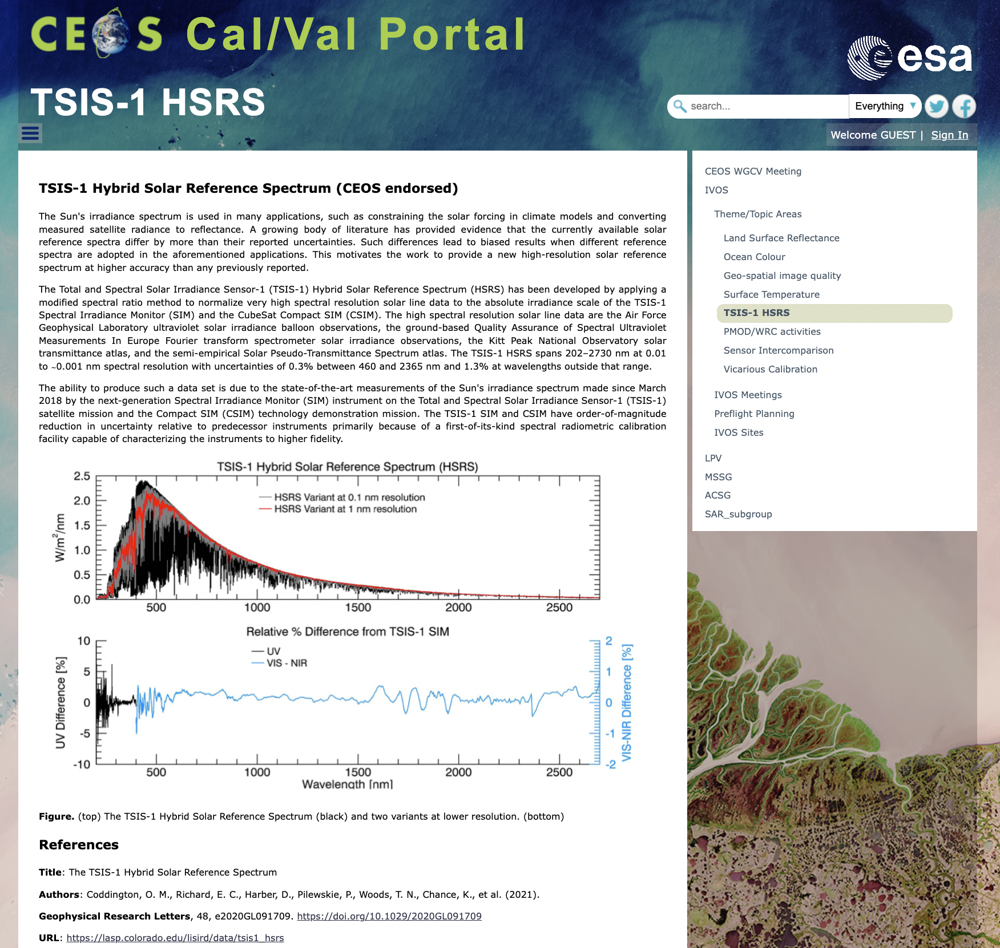 CEOS Cal/Val Portal
esa
TSIS-1 HSRS
search...
Everything
Welcome GUEST | Sign In
TSIS-1 Hybrid Solar Reference Spectrum (CEOS endorsed)
The Sun's irradiance spectrum is used in many applications, such as constraining the solar forcing in climate models and converting
measured satellite radiance to reflectance. A growing body of literature has provided evidence that the currently available solar
reference spectra differ by more than their reported uncertainties. Such differences lead to biased results when different reference
spectra are adopted in the aforementioned applications. This motivates the work to provide a new high-resolution solar reference
spectrum at higher accuracy than any previously reported.
The Total and Spectral Solar Irradiance Sensor-1 (TSIS-1) Hybrid Solar Reference Spectrum (HSRS) has been developed by applying a
modified spectral ratio method to normalize very high spectral resolution solar line data to the absolute irradiance scale of the TSIS-1
Spectral Irradiance Monitor (SIM) and the CubeSat Compact SIM (CSIM). The high spectral resolution solar line data are the Air Force
Geophysical Laboratory ultraviolet solar irradiance balloon observations, the ground-based Quality Assurance of Spectral Ultraviolet
Measurements In Europe Fourier transform spectrometer solar irradiance observations, the Kitt Peak National Observatory solar
transmittance atlas, and the semi-empirical Solar Pseudo-Transmittance Spectrum atlas. The TSIS-1 HSRS spans 202–2730 nm at 0.01
to ~0.001 nm spectral resolution with uncertainties of 0.3% between 460 and 2365 nm and 1.3% at wavelengths outside that range.
The ability to produce such a data set is due to the state-of-the-art measurements of the Sun's irradiance spectrum made since March
2018 by the next-generation Spectral Irradiance Monitor (SIM) instrument on the Total and Spectral Solar Irradiance Sensor-1 (TSIS-1)
satellite mission and the Compact SIM (CSIM) technology demonstration mission. The TSIS-1 SIM and CSIM have order-of-magnitude
reduction in uncertainty relative to predecessor instruments primarily because of a first-of-its-kind spectral radiometric calibration
facility capable of characterizing the instruments to higher fidelity.
TSIS-1 Hybrid Solar Reference Spectrum (HSRS)
HSRS Variant at 0.1 nm resolution
HSRS Variant at 1 nm resolution
W/m²/nm
2.5
2.0
1.5
1.0
0.5
0.0
500 1000 1500 2000 2500
Relative % Difference from TSIS-1 SIM
UV
VIS - NIR
UV Difference [%]
10
5
0
-5
-10
2
1
0
-1
-2
VIS-NIR Difference [%]
500 1000 1500 2000 2500
Wavelength [nm]
Figure. (top) The TSIS-1 Hybrid Solar Reference Spectrum (black) and two variants at lower resolution. (bottom)
References
Title: The TSIS-1 Hybrid Solar Reference Spectrum
Authors: Coddington, O. M., Richard, E. C., Harber, D., Pilewskie, P., Woods, T. N., Chance, K., et al. (2021).
Geophysical Research Letters, 48, e2020GL091709. https://doi.org/10.1029/2020GL091709
URL: https://lasp.colorado.edu/lisird/data/tsis1_hsrs
CEOS WGCV Meeting
IVOS
Theme/Topic Areas
Land Surface Reflectance
Ocean Colour
Geo-spatial image quality
Surface Temperature
TSIS-1 HSRS
PMOD/WRC activities
Sensor Intercomparison
Vicarious Calibration
IVOS Meetings
Preflight Planning
IVOS Sites
LPV
MSSG
ACSG
SAR_subgroup